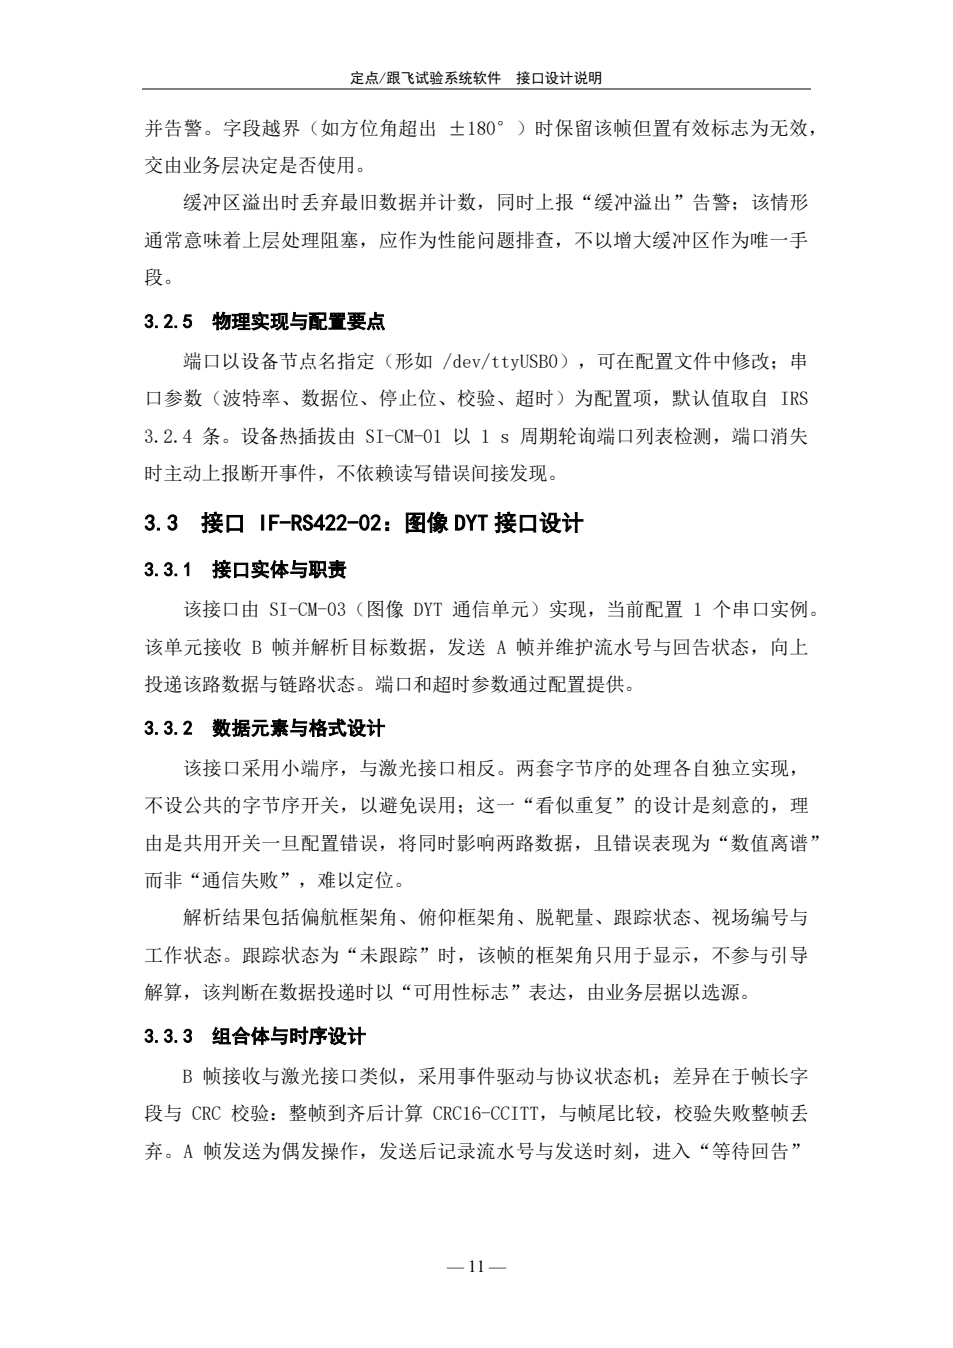 定点/跟飞试验系统软件　接口设计说明
并告警。字段越界（如方位角超出 ±180°）时保留该帧但置有效标志为无效，
交由业务层决定是否使用。
缓冲区溢出时丢弃最旧数据并计数，同时上报“缓冲溢出”告警；该情形
通常意味着上层处理阻塞，应作为性能问题排查，不以增大缓冲区作为唯一手
段。
3.2.5　物理实现与配置要点
端口以设备节点名指定（形如 /dev/ttyUSB0），可在配置文件中修改；串
口参数（波特率、数据位、停止位、校验、超时）为配置项，默认值取自 IRS
3.2.4 条。设备热插拔由 SI-CM-01 以 1 s 周期轮询端口列表检测，端口消失
时主动上报断开事件，不依赖读写错误间接发现。
3.3　接口 IF-RS422-02：图像 DYT 接口设计
3.3.1　接口实体与职责
该接口由 SI-CM-03（图像 DYT 通信单元）实现，当前配置 1 个串口实例。
该单元接收 B 帧并解析目标数据，发送 A 帧并维护流水号与回告状态，向上
投递该路数据与链路状态。端口和超时参数通过配置提供。
3.3.2　数据元素与格式设计
该接口采用小端序，与激光接口相反。两套字节序的处理各自独立实现，
不设公共的字节序开关，以避免误用；这一“看似重复”的设计是刻意的，理
由是共用开关一旦配置错误，将同时影响两路数据，且错误表现为“数值离谱”
而非“通信失败”，难以定位。
解析结果包括偏航框架角、俯仰框架角、脱靶量、跟踪状态、视场编号与
工作状态。跟踪状态为“未跟踪”时，该帧的框架角只用于显示，不参与引导
解算，该判断在数据投递时以“可用性标志”表达，由业务层据以选源。
3.3.3　组合体与时序设计
B 帧接收与激光接口类似，采用事件驱动与协议状态机；差异在于帧长字
段与 CRC 校验：整帧到齐后计算 CRC16-CCITT，与帧尾比较，校验失败整帧丢
弃。A 帧发送为偶发操作，发送后记录流水号与发送时刻，进入“等待回告”
— 11 —